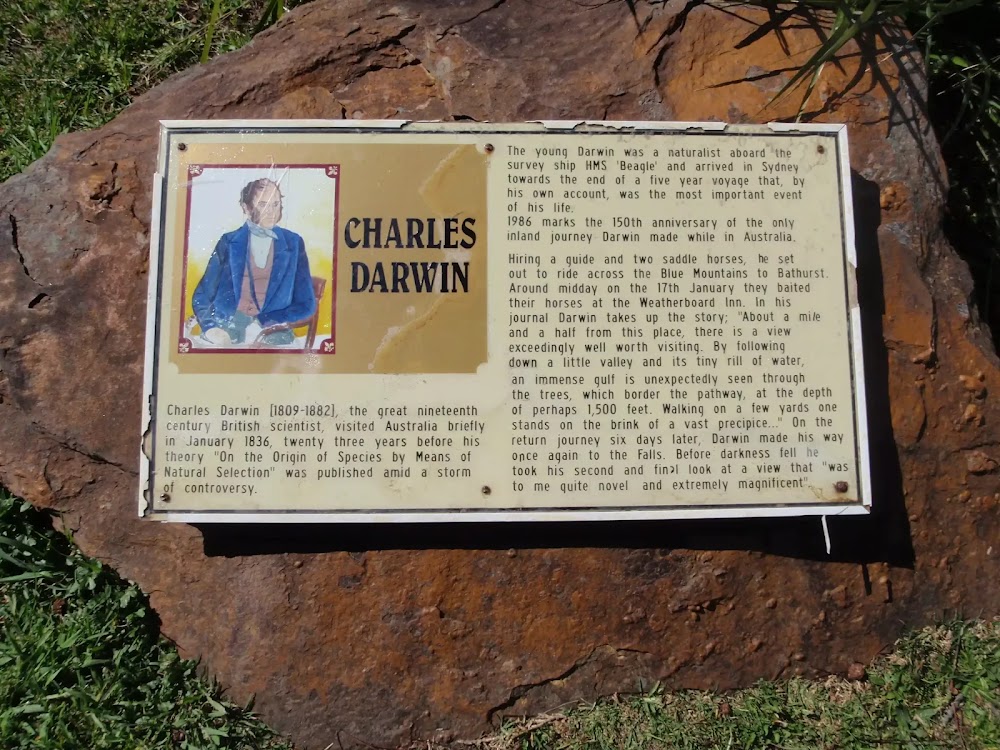 CHARLES
DARWIN
Charles Darwin [1809-1882], the great nineteenth
century British scientist, visited Australia briefly
in January 1836, twenty three years before his
theory "On the Origin of Species by Means of
Natural Selection" was published amid a storm
of controversy.
The young Darwin was a naturalist aboard the
survey ship HMS 'Beagle' and arrived in Sydney
towards the end of a five year voyage that, by
his own account, was the most important event
of his life.
1986 marks the 150th anniversary of the only
inland journey Darwin made while in Australia.
Hiring a guide and two saddle horses, he set
out to ride across the Blue Mountains to Bathurst.
Around midday on the 17th January they baited
their horses at the Weatherboard Inn. In his
journal Darwin takes up the story; "About a mile
and a half from this place, there is a view
exceedingly well worth visiting. By following
down a little valley and its tiny rill of water,
an immense gulf is unexpectedly seen through
the trees, which border the pathway, at the depth
of perhaps 1,500 feet. Walking on a few yards one
stands on the brink of a vast precipice..." On the
return journey six days later, Darwin made his way
once again to the Falls. Before darkness fell he
took his second and final look at a view that "was
to me quite novel and extremely magnificent"